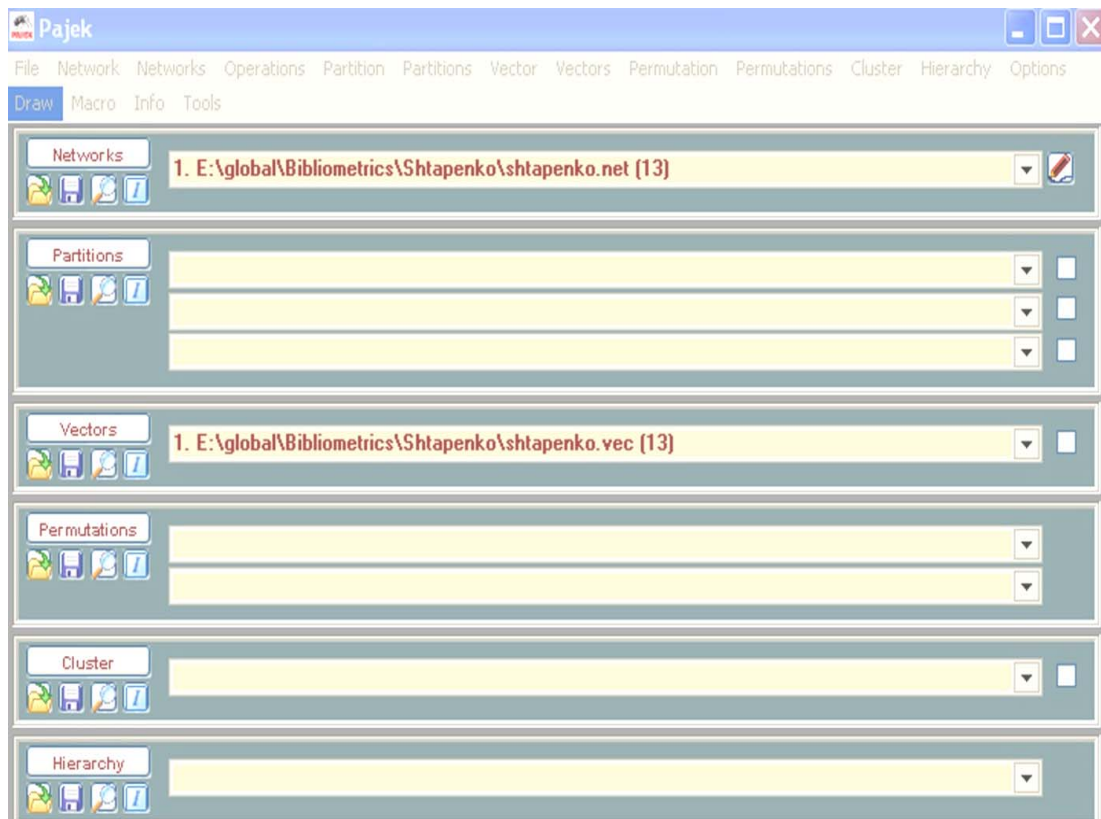 Pajek
File Network Networks Operations Partition Partitions Vector Vectors Permutation Permutations Cluster Hierarchy Options
Draw Macro Info Tools
Networks
1. E:\global\Bibliometrics\Shtapenko\shtapenko.net (13)
Partitions
Vectors
1. E:\global\Bibliometrics\Shtapenko\shtapenko.vec (13)
Permutations
Cluster
Hierarchy